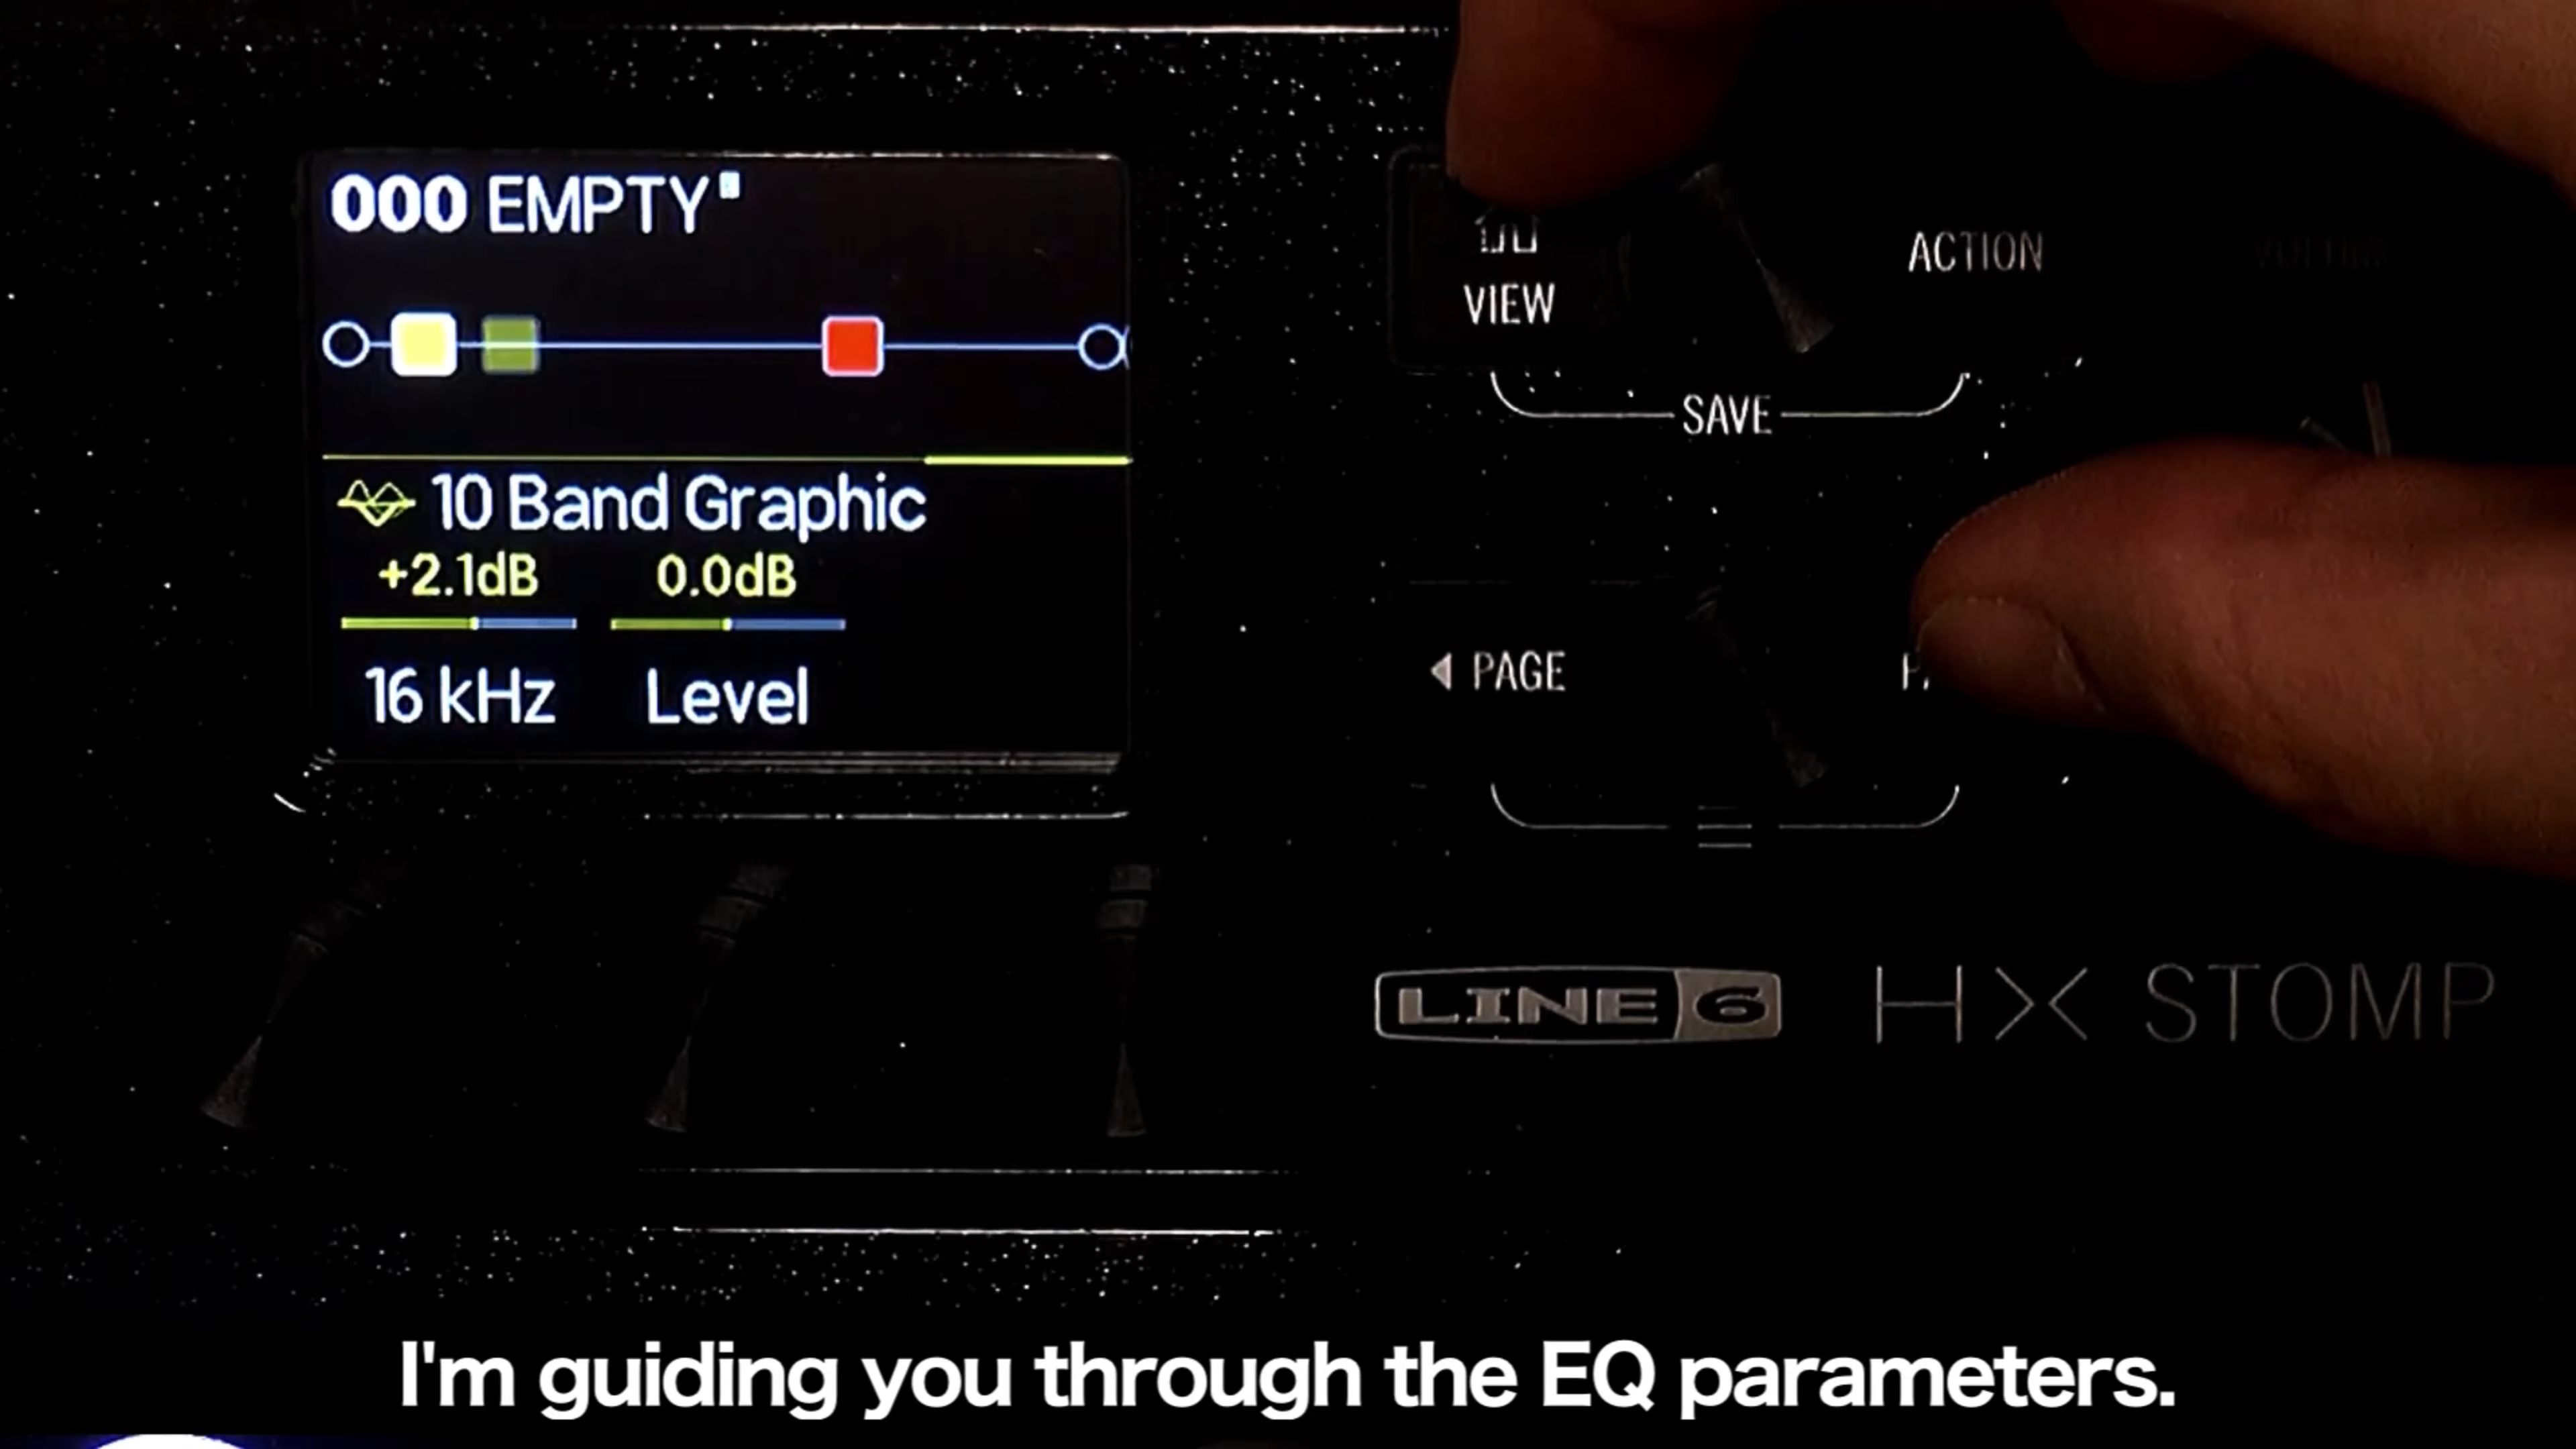 000 EMPTY
VIEW
ACTION
SAVE
10 Band Graphic
+2.1dB 0.0dB
16 kHz Level
PAGE
LINE 6 HX STOMP
I'm guiding you through the EQ parameters.